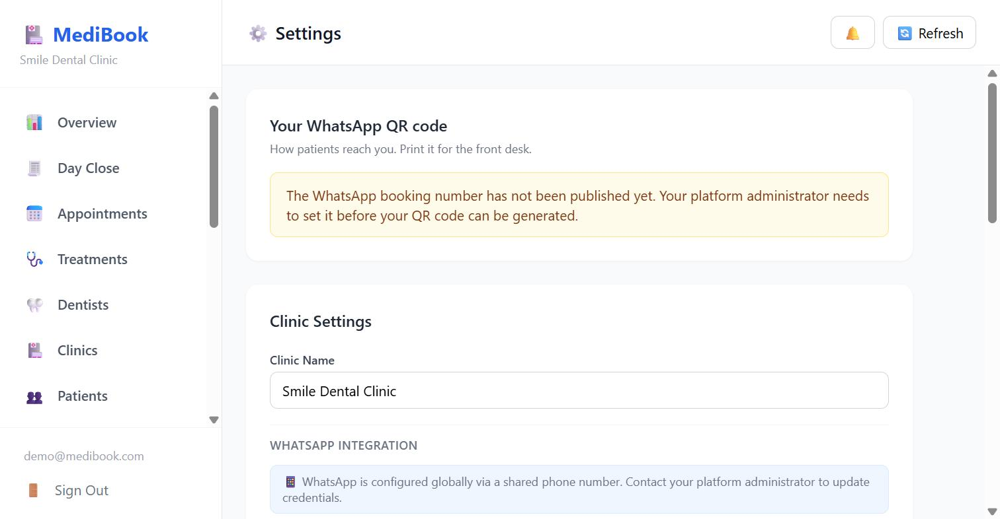 MediBook
Smile Dental Clinic
Overview
Day Close
Appointments
Treatments
Dentists
Clinics
Patients
demo@medibook.com
Sign Out
Settings
Refresh
Your WhatsApp QR code
How patients reach you. Print it for the front desk.
The WhatsApp booking number has not been published yet. Your platform administrator needs
to set it before your QR code can be generated.
Clinic Settings
Clinic Name
Smile Dental Clinic
WHATSAPP INTEGRATION
WhatsApp is configured globally via a shared phone number. Contact your platform administrator to update
credentials.